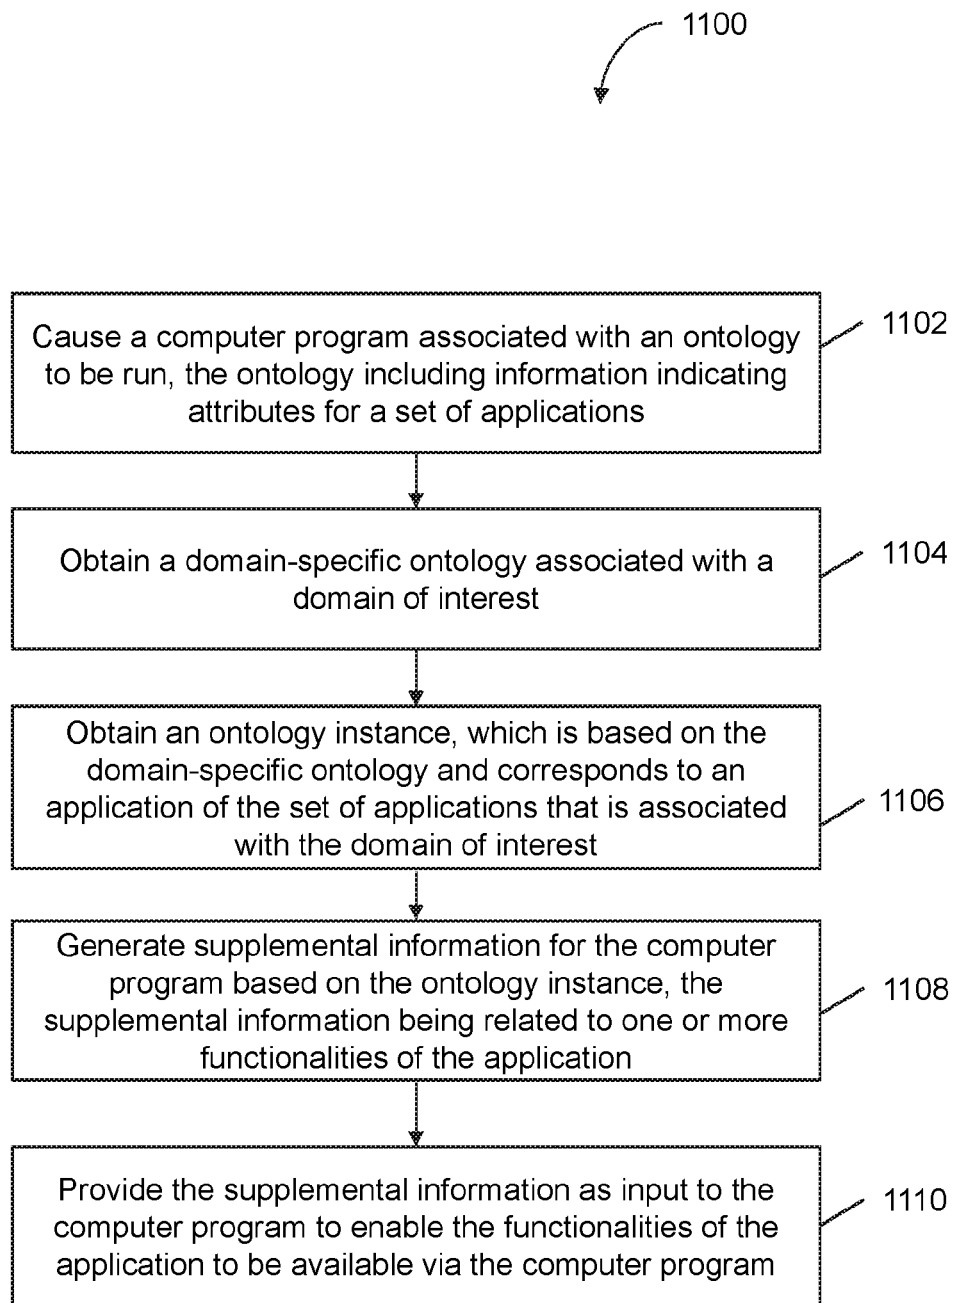 1100
Cause a computer program associated with an ontology
to be run, the ontology including information indicating
attributes for a set of applications
1102
Obtain a domain-specific ontology associated with a
domain of interest
1104
Obtain an ontology instance, which is based on the
domain-specific ontology and corresponds to an
application of the set of applications that is associated
with the domain of interest
1106
Generate supplemental information for the computer
program based on the ontology instance, the
supplemental information being related to one or more
functionalities of the application
1108
Provide the supplemental information as input to the
computer program to enable the functionalities of the
application to be available via the computer program
1110